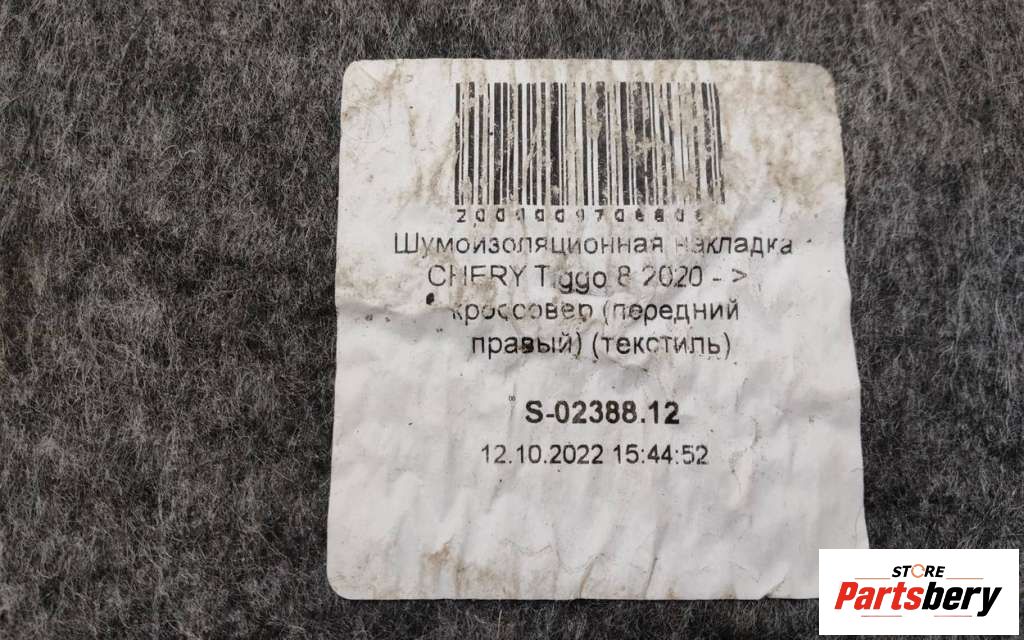 Шумоизоляционная накладка
CHERY Tiggo 8 2020 - >
кроссовер (передний
правый) (текстиль)
S-02388.12
12.10.2022 15:44:52
STORE
Partsbery